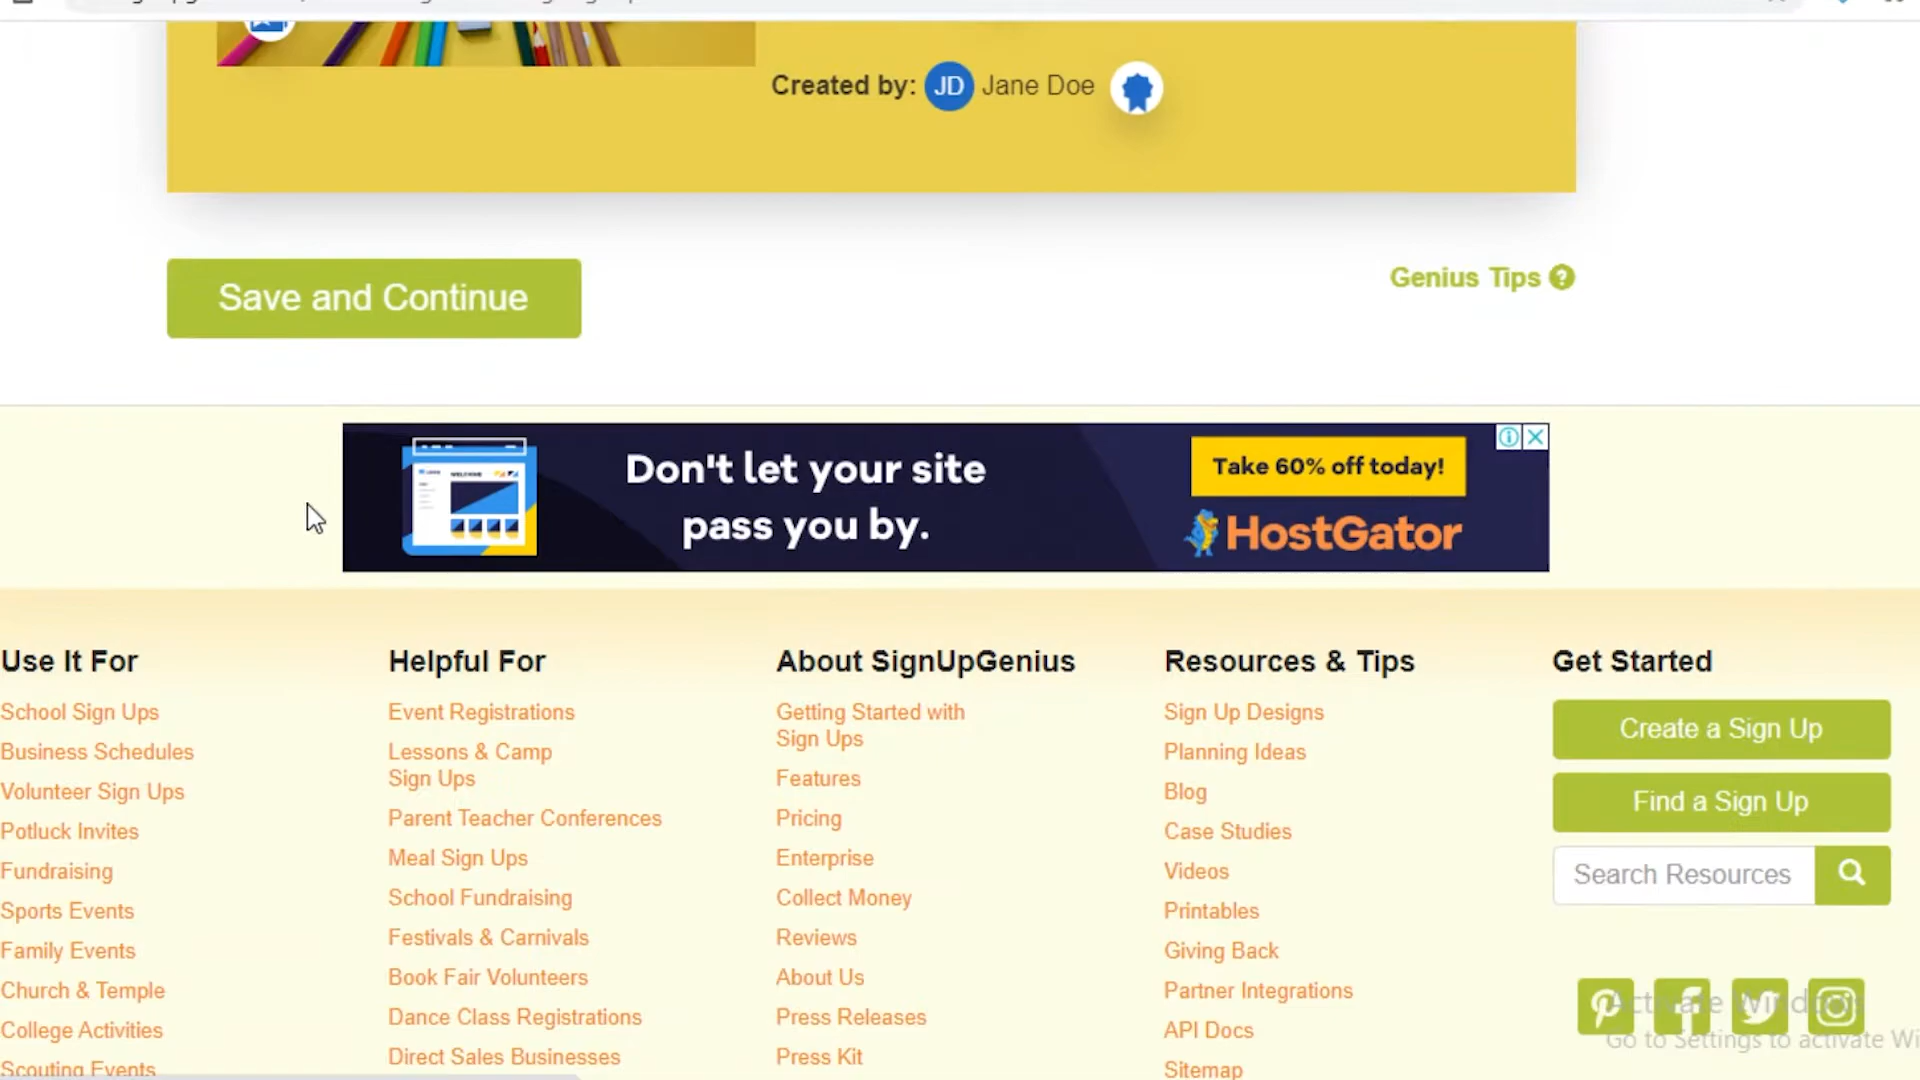 Created by: JD Jane Doe
Save and Continue
Genius Tips ?
Don't let your site
pass you by.
Take 60% off today!
HostGator
Use It For
School Sign Ups
Business Schedules
Volunteer Sign Ups
Potluck Invites
Fundraising
Sports Events
Family Events
Church & Temple
College Activities
Scouting Events
Helpful For
Event Registrations
Lessons & Camp
Sign Ups
Parent Teacher Conferences
Meal Sign Ups
School Fundraising
Festivals & Carnivals
Book Fair Volunteers
Dance Class Registrations
Direct Sales Businesses
About SignUpGenius
Getting Started with
Sign Ups
Features
Pricing
Enterprise
Collect Money
Reviews
About Us
Press Releases
Press Kit
Resources & Tips
Sign Up Designs
Planning Ideas
Blog
Case Studies
Videos
Printables
Giving Back
Partner Integrations
API Docs
Sitemap
Get Started
Create a Sign Up
Find a Sign Up
Search Resources
Activate Windows
Go to Settings to activate Wi